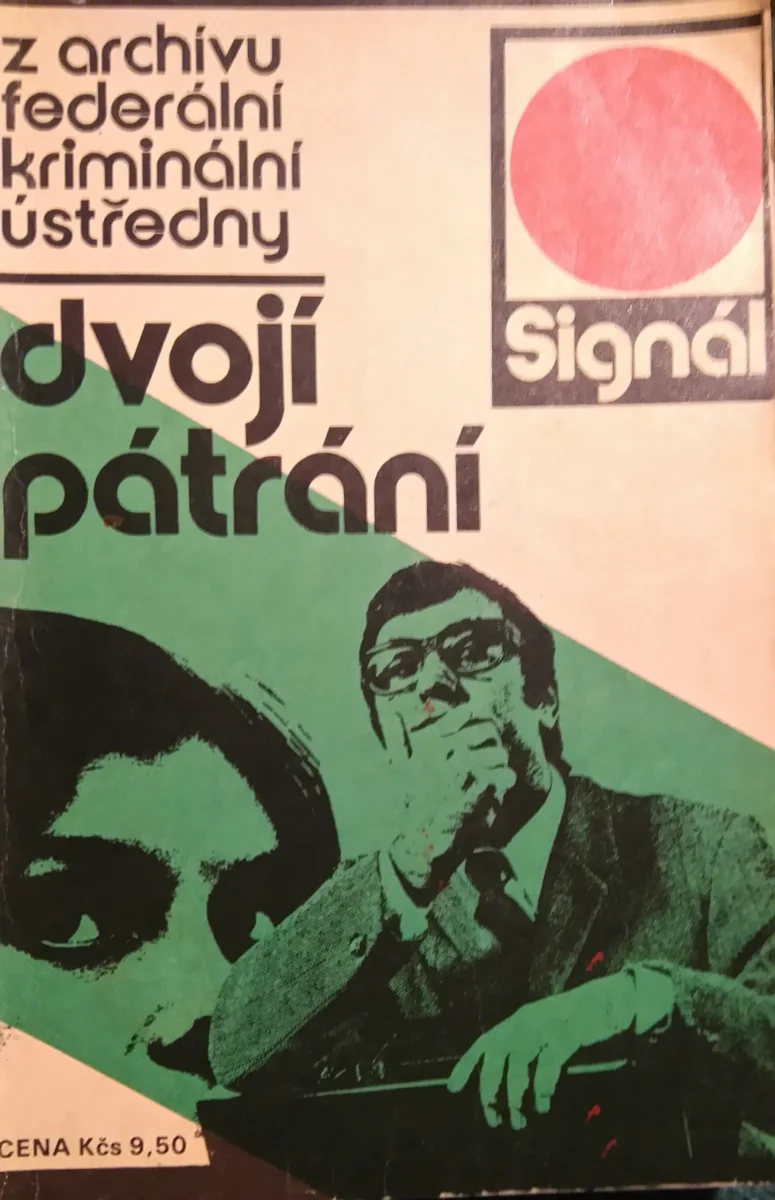 z archívu
federální
kriminální
ústředny
dvojí
pátrání
Signál
CENA Kčs 9,50